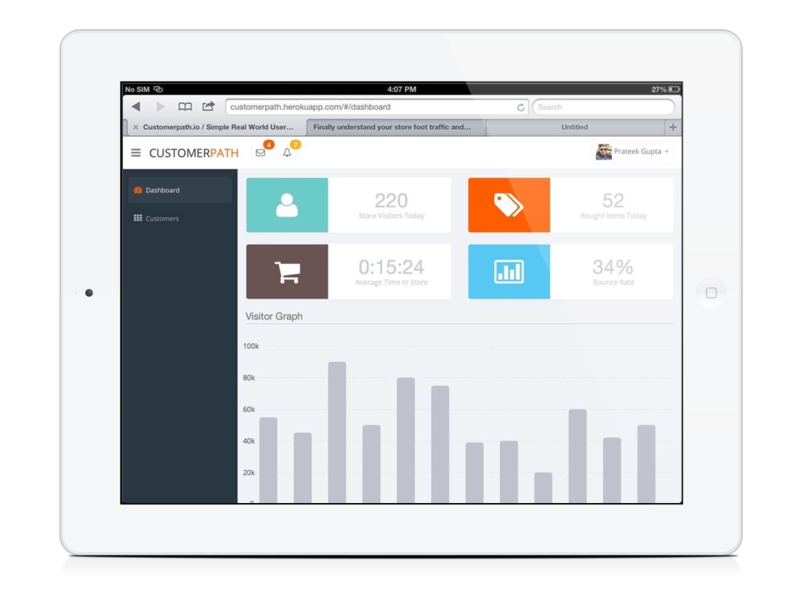 No SIM 4:07 PM 27%
customerpath.herokuapp.com/#/dashboard Search
Customerpath.io / Simple Real World User... Finally understand your store foot traffic and... Untitled
CUSTOMERPATH 4 7 Prateek Gupta
Dashboard
Customers
220
Store Visitors Today
52
Bought Items Today
0:15:24
Average Time In Store
34%
Bounce Rate
Visitor Graph
100k
80k
60k
40k
20k
0